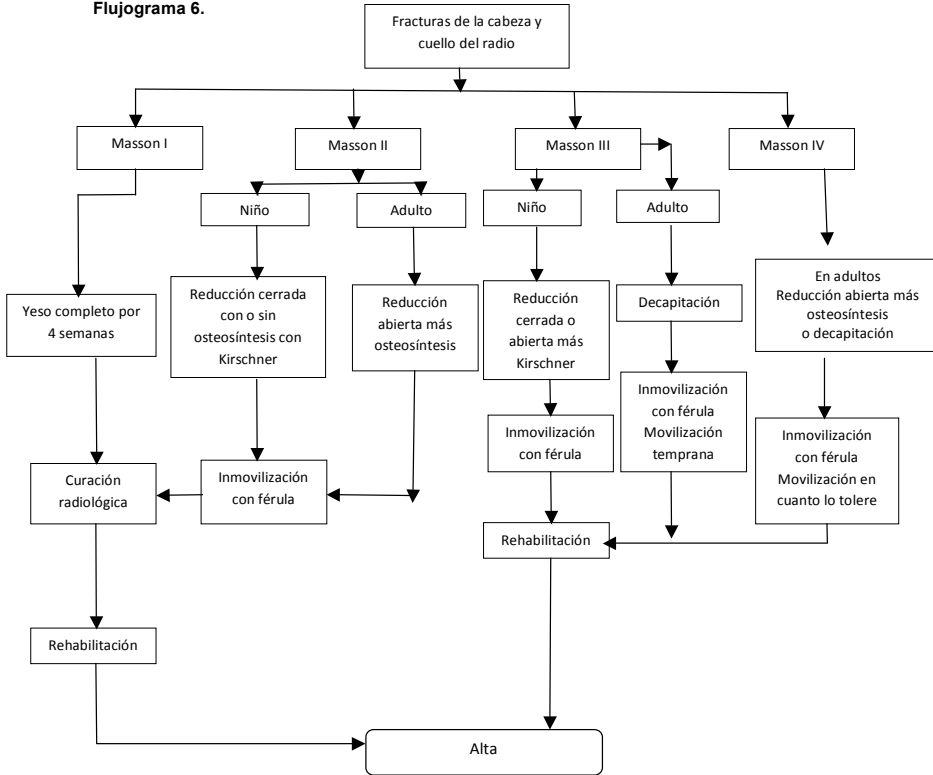 Flujograma 6.
Fracturas de la cabeza y
cuello del radio
Masson I
Masson II
Masson III
Masson IV
Niño
Adulto
Niño
Adulto
Yeso completo por
4 semanas
Reducción cerrada
con o sin
osteosíntesis con
Kirschner
Reducción
abierta más
osteosíntesis
Reducción
cerrada o
abierta más
Kirschner
Decapitación
En adultos
Reducción abierta más
osteosíntesis
o decapitación
Curación
radiológica
Inmovilización
con férula
Inmovilización
con férula
Inmovilización
con férula
Movilización
temprana
Inmovilización
con férula
Movilización en
cuanto lo tolere
Rehabilitación
Rehabilitación
Alta